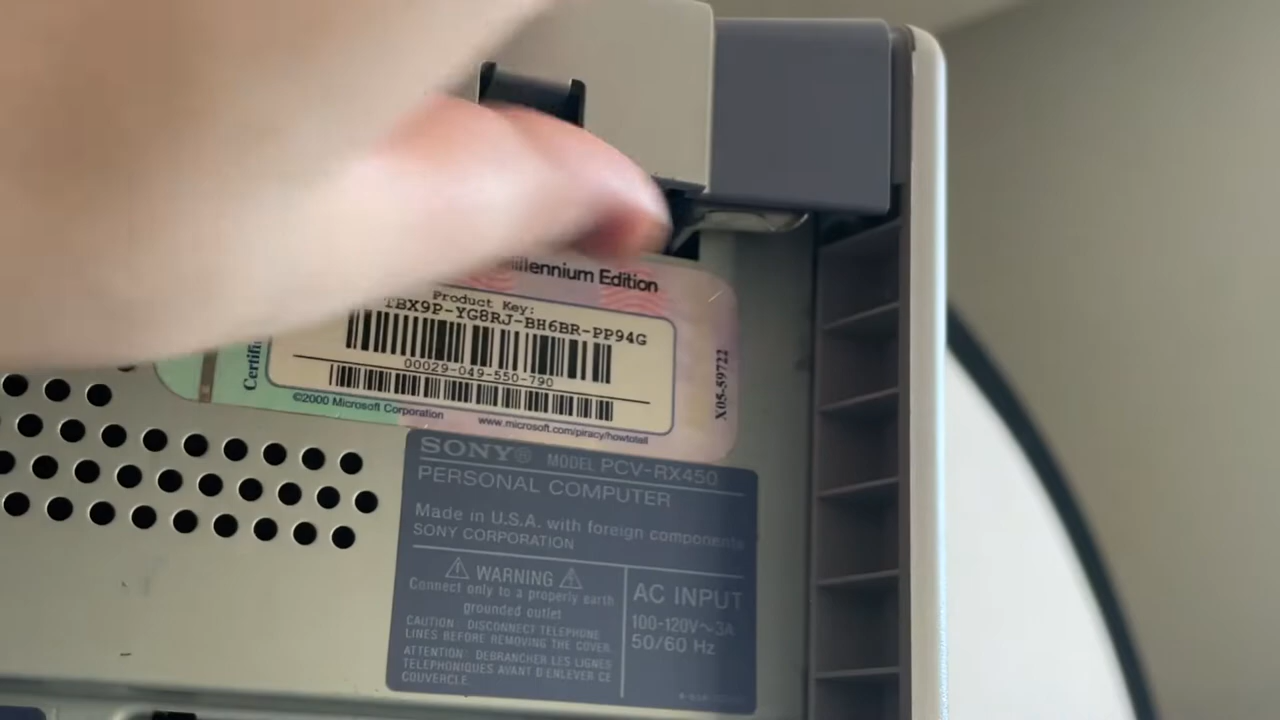 Millennium Edition
Product Key:
TBX9P-YG8RJ-BH6BR-PP94G
00029-049-550-790
©2000 Microsoft Corporation
www.microsoft.com/piracy/howtotell
Certifi
X05-59722
SONY® MODEL PCV-RX450
PERSONAL COMPUTER
Made in U.S.A. with foreign components
SONY CORPORATION
⚠ WARNING ⚠
Connect only to a properly earth
grounded outlet
CAUTION: DISCONNECT TELEPHONE
LINES BEFORE REMOVING THE COVER.
ATTENTION: DEBRANCHER LES LIGNES
TELEPHONIQUES AVANT D'ENLEVER CE
COUVERCLE.
AC INPUT
100-120V~3A
50/60 Hz